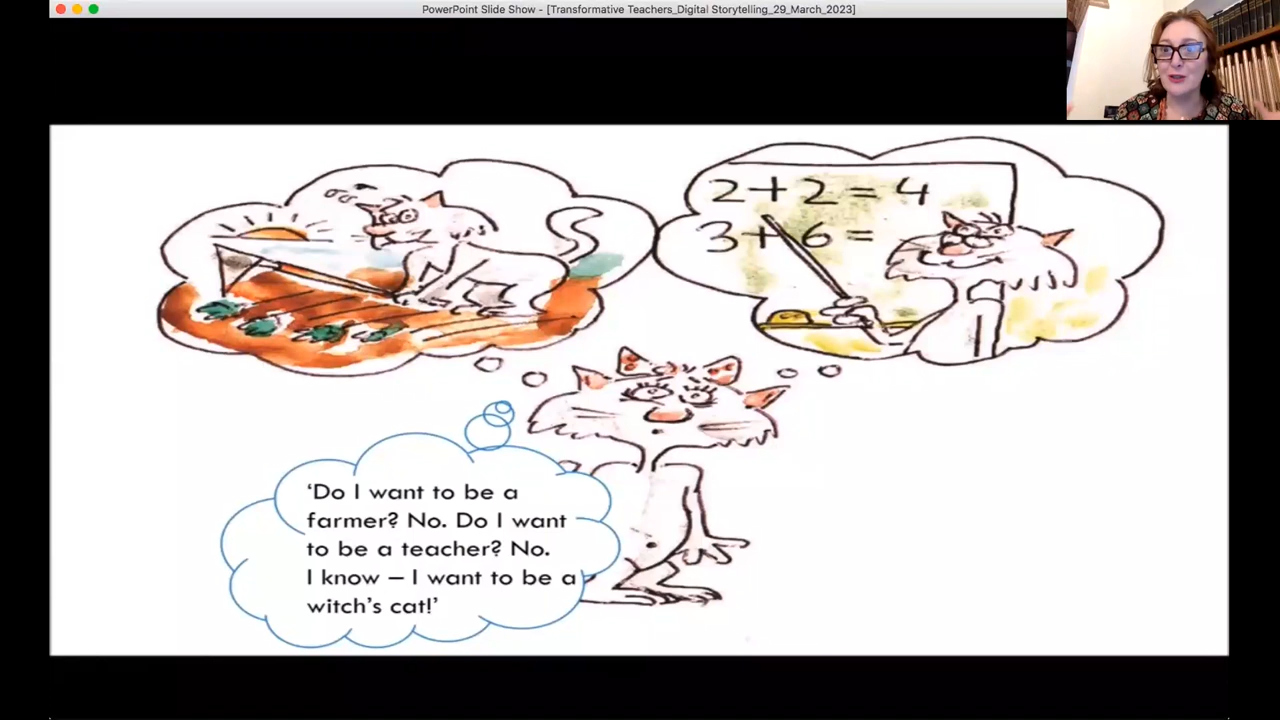 PowerPoint Slide Show - [Transformative Teachers_Digital Storytelling_29_March_2023]
2+2=4
3+6=
‘Do I want to be a
farmer? No. Do I want
to be a teacher? No.
I know – I want to be a
witch’s cat!’